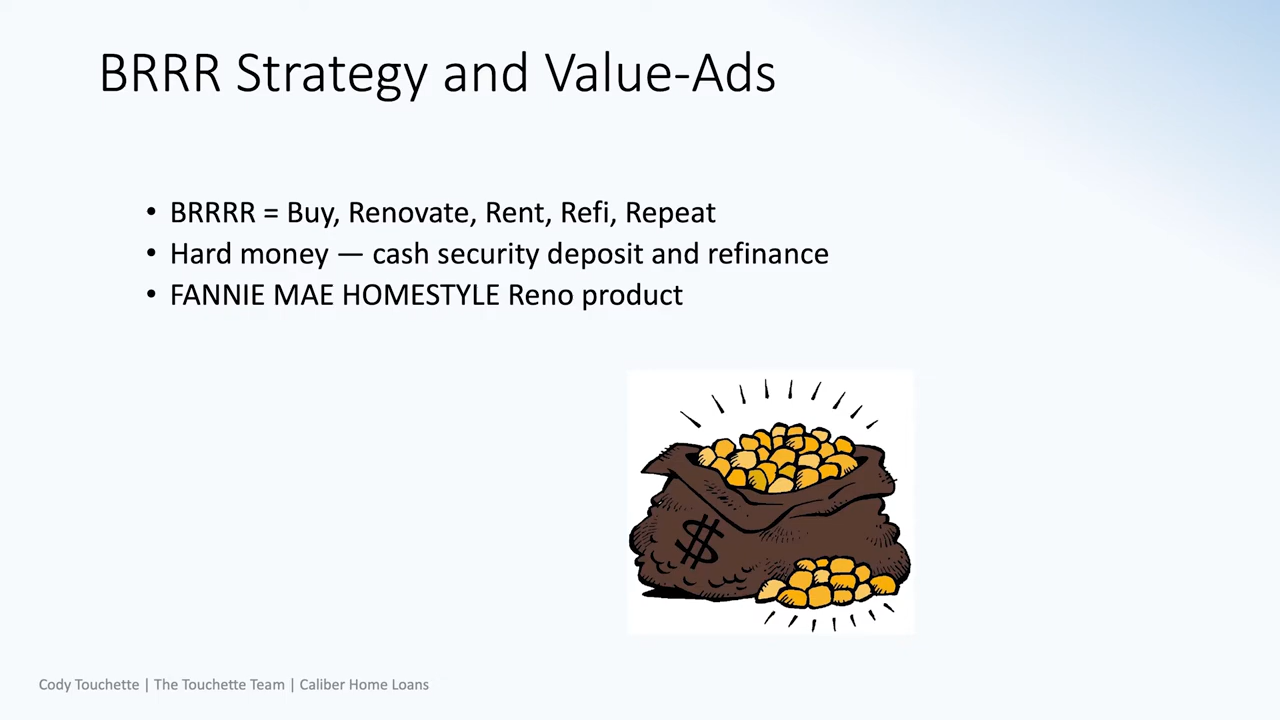 BRRR Strategy and Value-Ads
• BRRRR = Buy, Renovate, Rent, Refi, Repeat
• Hard money — cash security deposit and refinance
• FANNIE MAE HOMESTYLE Reno product
$
Cody Touchette | The Touchette Team | Caliber Home Loans